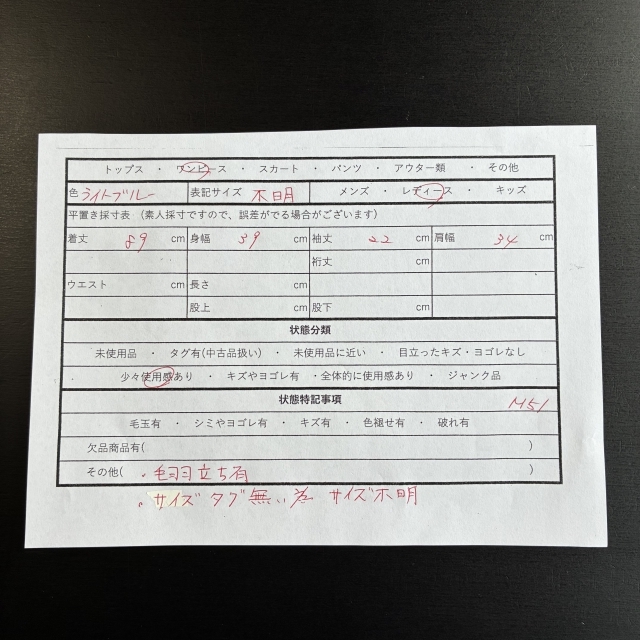 トップス ・ ワンピース ・ スカート ・ パンツ ・ アウター類 ・ その他
色 ライトブルー 表記サイズ 不明 メンズ ・ レディース ・ キッズ
平置き採寸表 (素人採寸ですので、誤差がでる場合がございます)
着丈 89 cm 身幅 39 cm 袖丈 22 cm 肩幅 34 cm
裄丈 cm
ウエスト cm 長さ cm
股上 cm 股下 cm
状態分類
未使用品 ・ タグ有(中古品扱い) ・ 未使用品に近い ・ 目立ったキズ・ヨゴレなし
少々使用感あり ・ キズやヨゴレ有 ・全体的に使用感あり ・ ジャンク品
状態特記事項 M51
毛玉有 ・ シミやヨゴレ有 ・ キズ有 ・ 色褪せ有 ・ 破れ有
欠品商品有( )
その他( ・毛羽立ち有 )
・サイズタグ無い為 サイズ不明